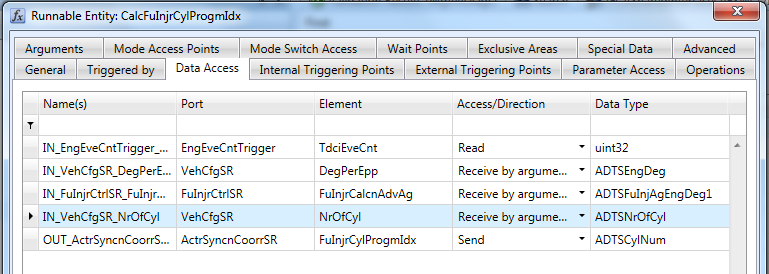 Runnable Entity: CalcFuInjrCylProgmIdx
Arguments Mode Access Points Mode Switch Access Wait Points Exclusive Areas Special Data Advanced
General Triggered by Data Access Internal Triggering Points External Triggering Points Parameter Access Operations
Name(s) Port Element Access/Direction Data Type
IN_EngEveCntTrigger_... EngEveCntTrigger TdciEveCnt Read uint32
IN_VehCfgSR_DegPerE... VehCfgSR DegPerEpp Receive by argume... ADTSEngDeg
IN_FuInjrCtrlSR_FuInjr... FuInjrCtrlSR FuInjrCalcnAdvAg Receive by argume... ADTSFuInjAgEngDeg1
IN_VehCfgSR_NrOfCyl VehCfgSR NrOfCyl Receive by argume... ADTSNrOfCyl
OUT_ActrSyncnCoorrS... ActrSyncnCoorrSR FuInjrCylProgmIdx Send ADTSCylNum